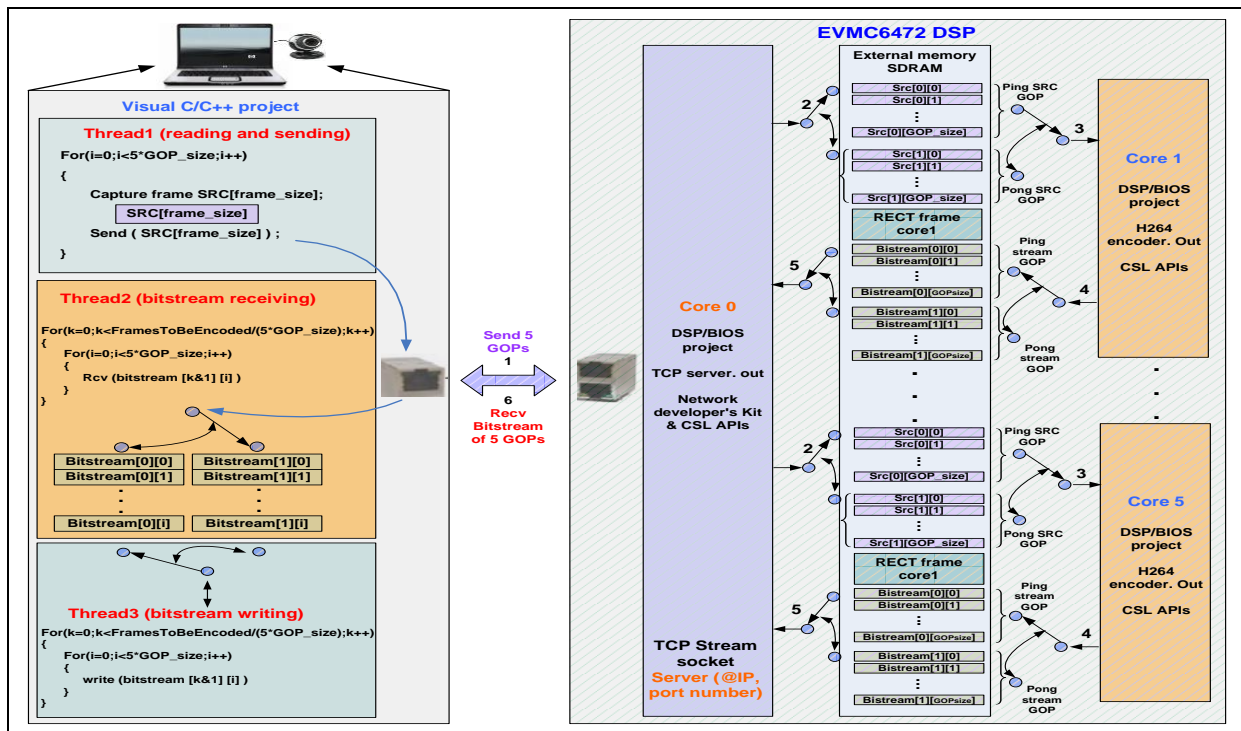 Visual C/C++ project
Thread1 (reading and sending)
For(i=0;i<5*GOP_size;i++)
{
Capture frame SRC[frame_size];
SRC[frame_size]
Send ( SRC[frame_size] ) ;
}
Thread2 (bitstream receiving)
For(k=0;k<FramesToBeEncoded/(5*GOP_size);k++)
{
For(i=0;i<5*GOP_size;i++)
{
Rcv (bitstream [k&1] [i] )
}
}
Bitstream[0][0]
Bitstream[0][1]
Bitstream[0][i]
Bitstream[1][0]
Bitstream[1][1]
Bitstream[1][i]
Thread3 (bitstream writing)
For(k=0;k<FramesToBeEncoded/(5*GOP_size);k++)
{
For(i=0;i<5*GOP_size;i++)
{
write (bitstream [k&1] [i] )
}
}
Send 5
GOPs
1
6
Recv
Bitstream
of 5 GOPs
EVMC6472 DSP
Core 0
DSP/BIOS
project
TCP server. out
Network
developer's Kit
& CSL APIs
TCP Stream
socket
Server (@IP,
port number)
External memory
SDRAM
2
Src[0][0]
Src[0][1]
Src[0][GOP_size]
Src[1][0]
Src[1][1]
Src[1][GOP_size]
Ping SRC
GOP
3
Pong SRC
GOP
RECT frame
core1
5
Bistream[0][0]
Bistream[0][1]
Bistream[0][GOPsize]
Bistream[1][0]
Bistream[1][1]
Bistream[1][GOPsize]
Ping
stream
GOP
4
Pong
stream
GOP
Core 1
DSP/BIOS
project
H264
encoder. Out
CSL APIs
2
Src[0][0]
Src[0][1]
Src[0][GOP_size]
Src[1][0]
Src[1][1]
Src[1][GOP_size]
Ping SRC
GOP
3
Pong SRC
GOP
RECT frame
core1
5
Bistream[0][0]
Bistream[0][1]
Bistream[0][GOPsize]
Bistream[1][0]
Bistream[1][1]
Bistream[1][GOPsize]
Ping
stream
GOP
4
Pong
stream
GOP
Core 5
DSP/BIOS
project
H264
encoder. Out
CSL APIs